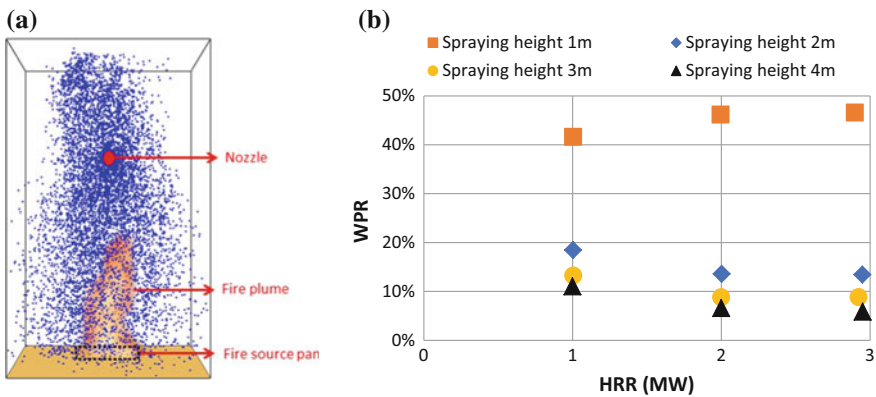 (a)
Nozzle
Fire plume
Fire source pan
(b)
Spraying height 1m
Spraying height 2m
Spraying height 3m
Spraying height 4m
50%
40%
30%
20%
10%
0%
WPR
0
1
2
3
HRR (MW)